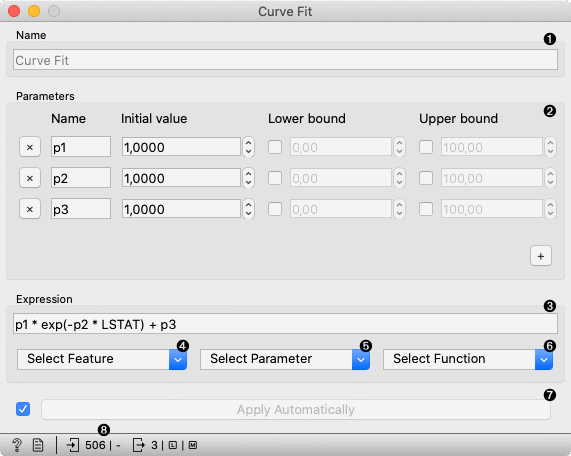 Curve Fit
Name
❶
Curve Fit
Parameters
❷
Name Initial value Lower bound Upper bound
× p1 1,0000 0,00 100,00
× p2 1,0000 0,00 100,00
× p3 1,0000 0,00 100,00
+
Expression
❸
p1 * exp(-p2 * LSTAT) + p3
Select Feature ❹ Select Parameter ❺ Select Function ❻
Apply Automatically ❼
❽
? 506 | - 3 | L | M